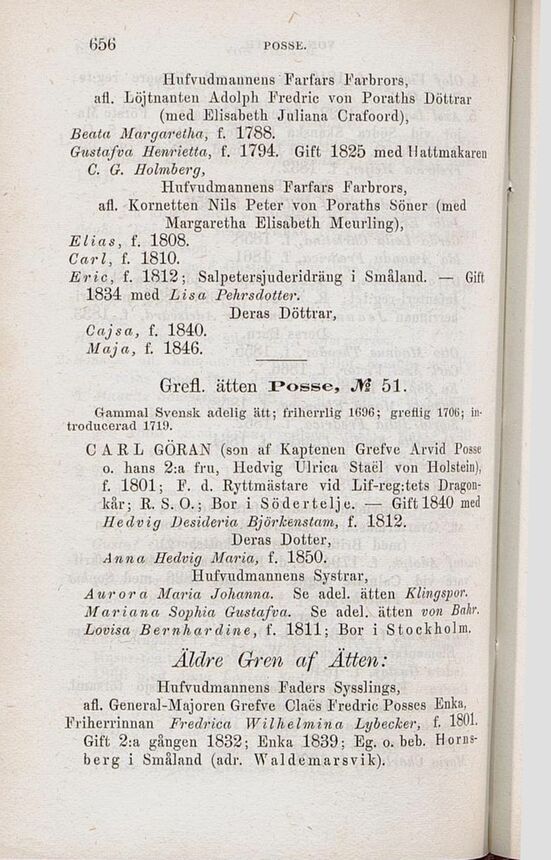 656
POSSE.
Hufvudmannens Farfars Farbrors,
afl. Löjtnanten Adolph Fredric von Poraths Döttrar
(med Elisabeth Juliana Crafoord),
Beata Margaretha, f. 1788.
Gustafva Henrietta, f. 1794. Gift 1825 med Hattmakaren
C. G. Holmberg,
Hufvudmannens Farfars Farbrors,
afl. Kornetten Nils Peter von Poraths Söner (med
Margaretha Elisabeth Meurling),
Elias, f. 1808.
Carl, f. 1810.
Eric, f. 1812; Salpetersjuderidräng i Småland. — Gift
1834 med Lisa Pehrsdotter.
Deras Döttrar,
Cajsa, f. 1840.
Maja, f. 1846.
Grefl. ätten Posse, № 51.
Gammal Svensk adelig ätt; friherrlig 1696; greflig 1706; in-
troducerad 1719.
CARL GÖRAN (son af Kaptenen Grefve Arvid Posse
o. hans 2:a fru, Hedvig Ulrica Staël von Holstein),
f. 1801; F. d. Ryttmästare vid Lif-reg:tets Dragon-
kår; R. S. O.; Bor i Södertelje. — Gift 1840 med
Hedvig Desideria Björkenstam, f. 1812.
Deras Dotter,
Anna Hedvig Maria, f. 1850.
Hufvudmannens Systrar,
Aurora Maria Johanna. Se adel. ätten Klingspor.
Mariana Sophia Gustafva. Se adel. ätten von Bahr.
Lovisa Bernhardine, f. 1811; Bor i Stockholm.
Äldre Gren af Ätten:
Hufvudmannens Faders Sysslings,
afl. General-Majoren Grefve Claës Fredric Posses Enka,
Friherrinnan Fredrica Wilhelmina Lybecker, f. 1801.
Gift 2:a gången 1832; Enka 1839; Eg. o. beb. Horns-
berg i Småland (adr. Waldemarsvik).